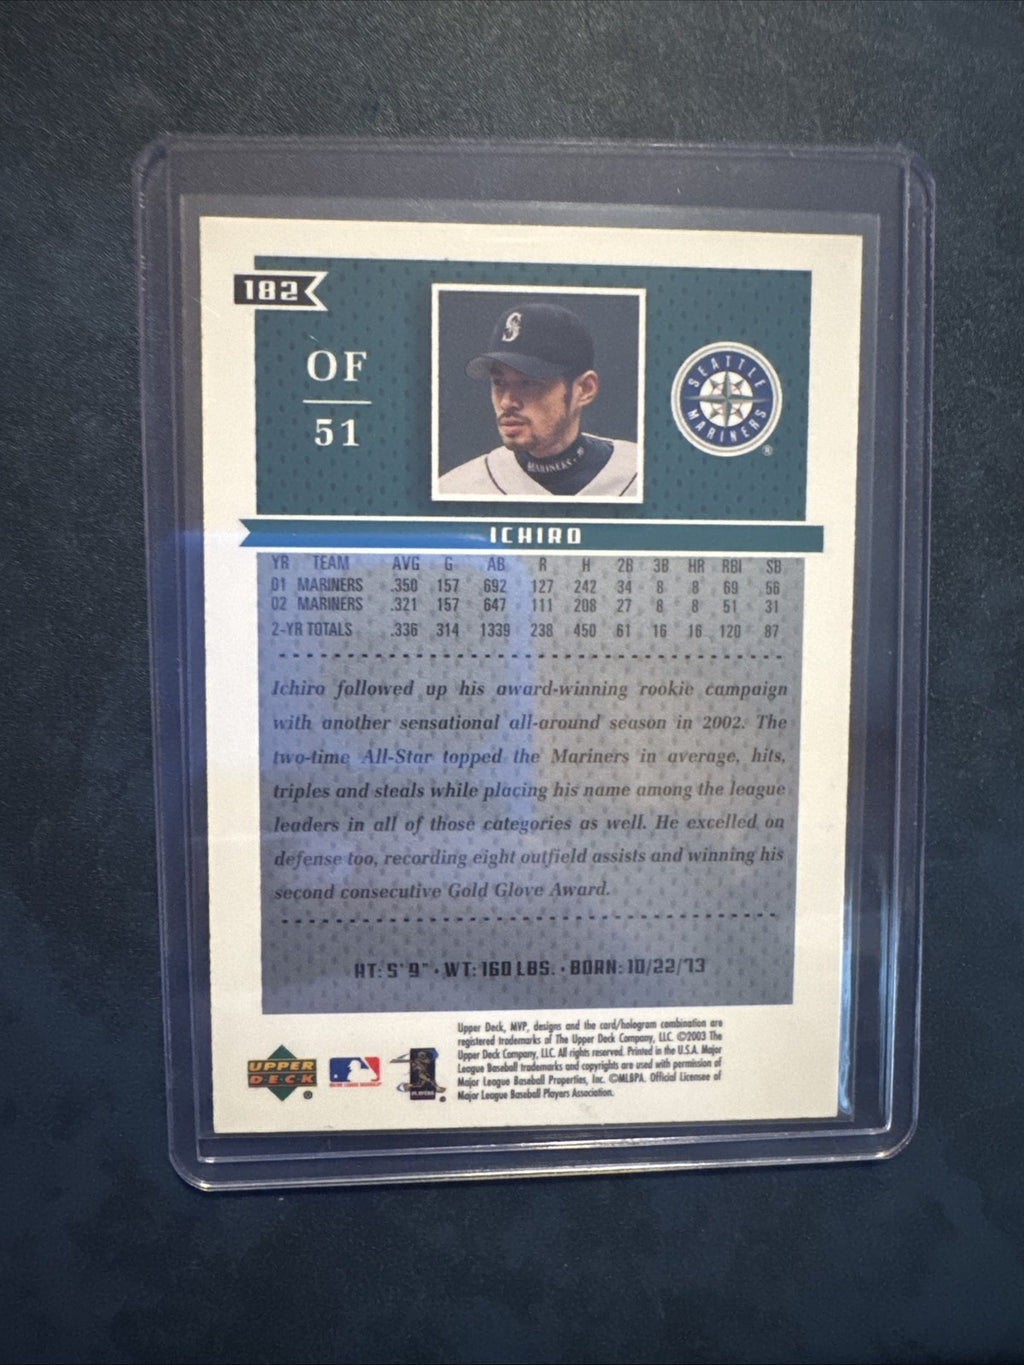 182
OF
51
S
MARINERS
SEATTLE
MARINERS
®
ICHIRO
YR TEAM AVG G AB R H 2B 3B HR RBI SB
01 MARINERS .350 157 692 127 242 34 8 8 69 56
02 MARINERS .321 157 647 111 208 27 8 8 51 31
2-YR TOTALS .336 314 1339 238 450 61 16 16 120 87
Ichiro followed up his award-winning rookie campaign
with another sensational all-around season in 2002. The
two-time All-Star topped the Mariners in average, hits,
triples and steals while placing his name among the league
leaders in all of those categories as well. He excelled on
defense too, recording eight outfield assists and winning his
second consecutive Gold Glove Award.
HT: 5' 9" · WT: 160 LBS. · BORN: 10/22/73
Upper Deck, MVP, designs and the card/hologram combination are
registered trademarks of The Upper Deck Company, LLC. ©2003 The
Upper Deck Company, LLC. All rights reserved. Printed in the U.S.A. Major
League Baseball trademarks and copyrights are used with permission of
Major League Baseball Properties, Inc. ©MLBPA. Official Licensee of
Major League Baseball Players Association.
UPPER
DECK
®
MAJOR LEAGUE BASEBALL
PLAYERS